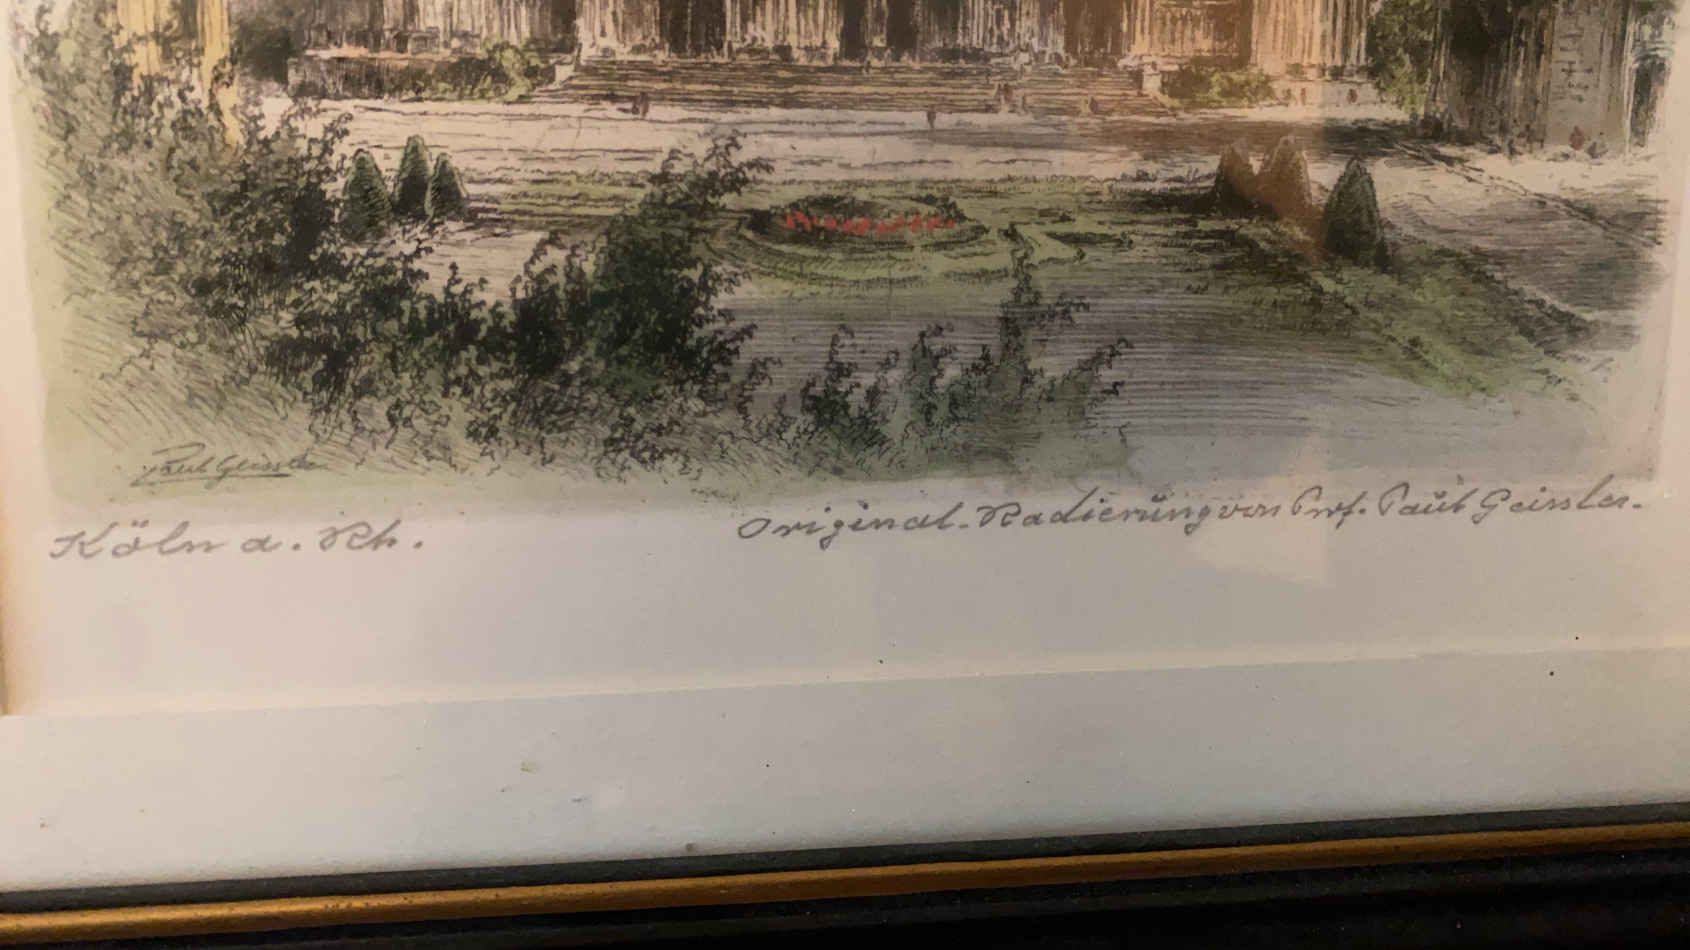 Paul Geissler
Köln a. Rh.
Original-Radierung von Prof. Paul Geissler.